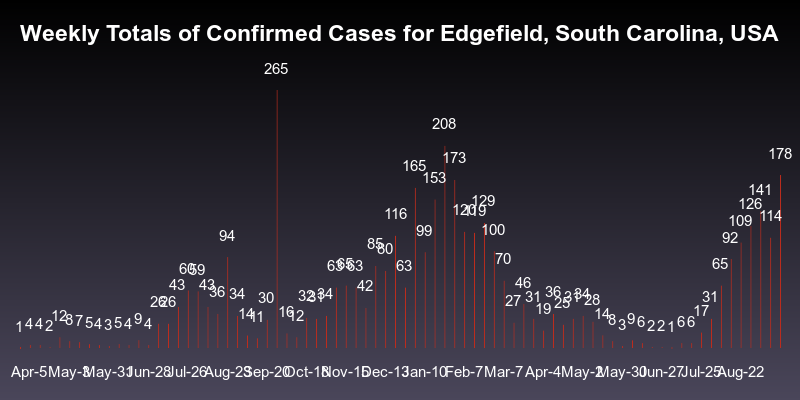 Weekly Totals of Confirmed Cases for Edgefield, South Carolina, USA
1 4 4 2 12 8 7 5 4 3 5 4 9 4 26 26 43 60 59 43 36 94 34 14 11 30 265 16 12 32 31 34 63 65 63 42 85 80 116 63 165 99 153 208 173 120 119 129 100 70 27 46 31 19 36 25 31 34 28 14 8 3 9 6 2 2 1 6 6 17 31 65 92 109 126 141 114 178
Apr-5 May-3 May-31 Jun-28 Jul-26 Aug-23 Sep-20 Oct-18 Nov-15 Dec-13 Jan-10 Feb-7 Mar-7 Apr-4 May-2 May-30 Jun-27 Jul-25 Aug-22